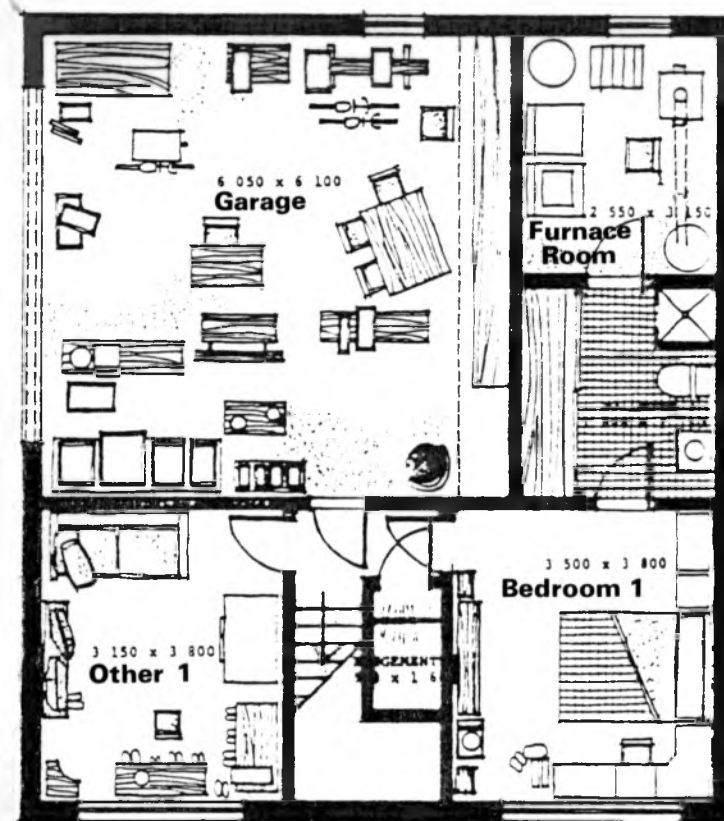 6 050 x 6 100
Garage
2 550 x 3 150
Furnace
Room
3 500 x 3 800
Bedroom 1
3 150 x 3 800
Other 1